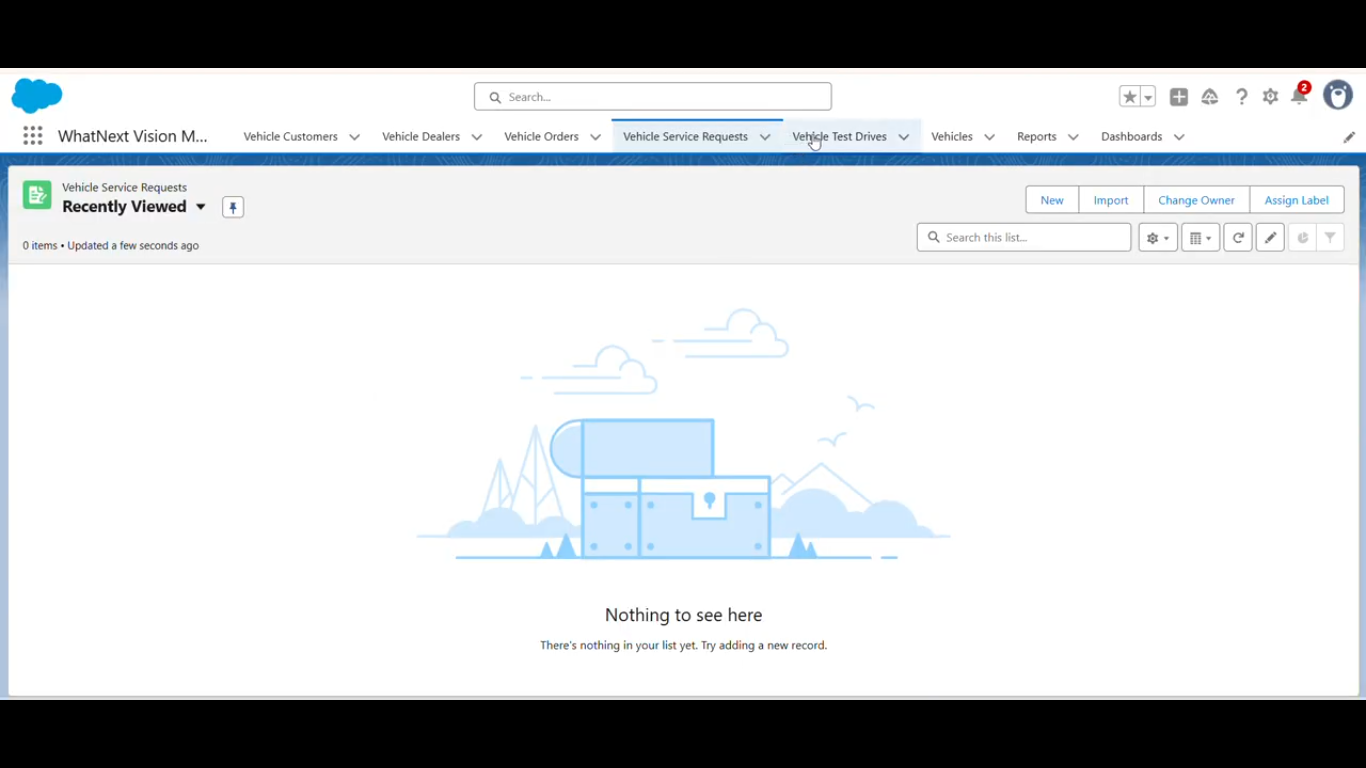 Search...
2
WhatNext Vision M...
Vehicle Customers
Vehicle Dealers
Vehicle Orders
Vehicle Service Requests
Vehicle Test Drives
Vehicles
Reports
Dashboards
Vehicle Service Requests
Recently Viewed
New
Import
Change Owner
Assign Label
0 items • Updated a few seconds ago
Search this list...
Nothing to see here
There's nothing in your list yet. Try adding a new record.